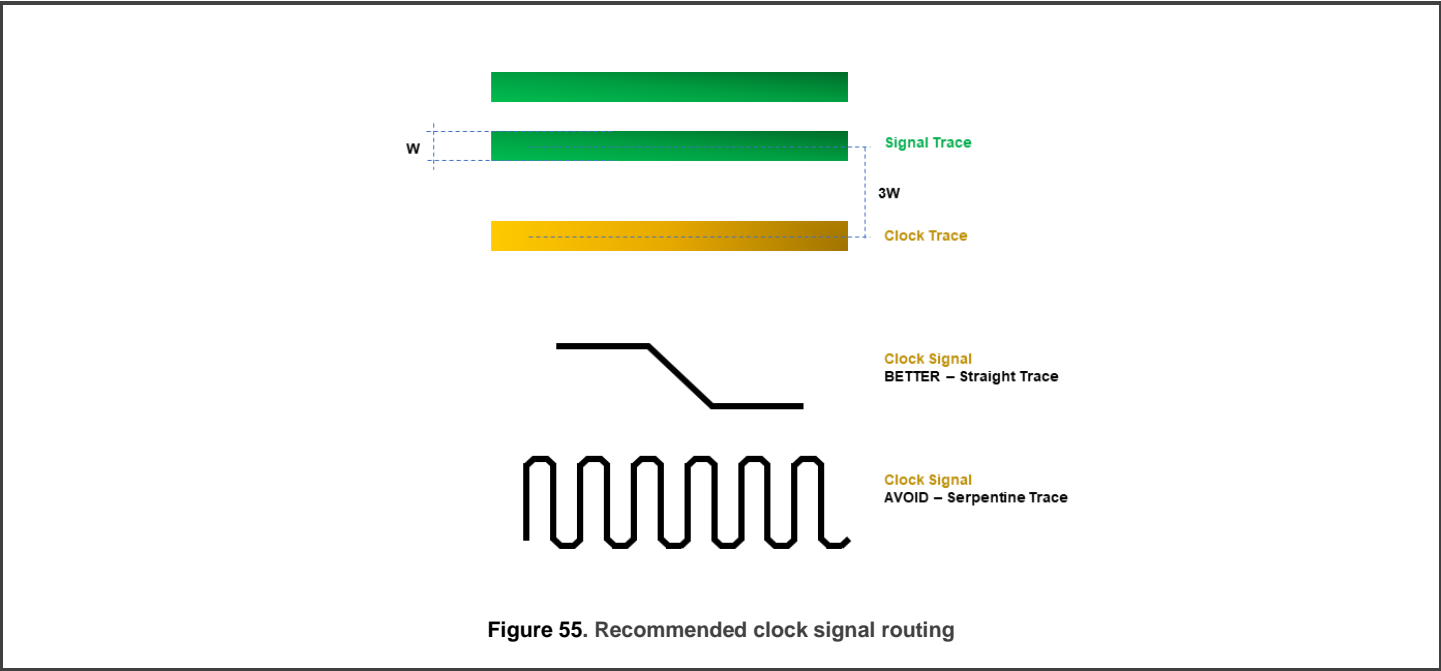 Signal Trace
W
3W
Clock Trace
Clock Signal
BETTER – Straight Trace
Clock Signal
AVOID – Serpentine Trace
Figure 55. Recommended clock signal routing